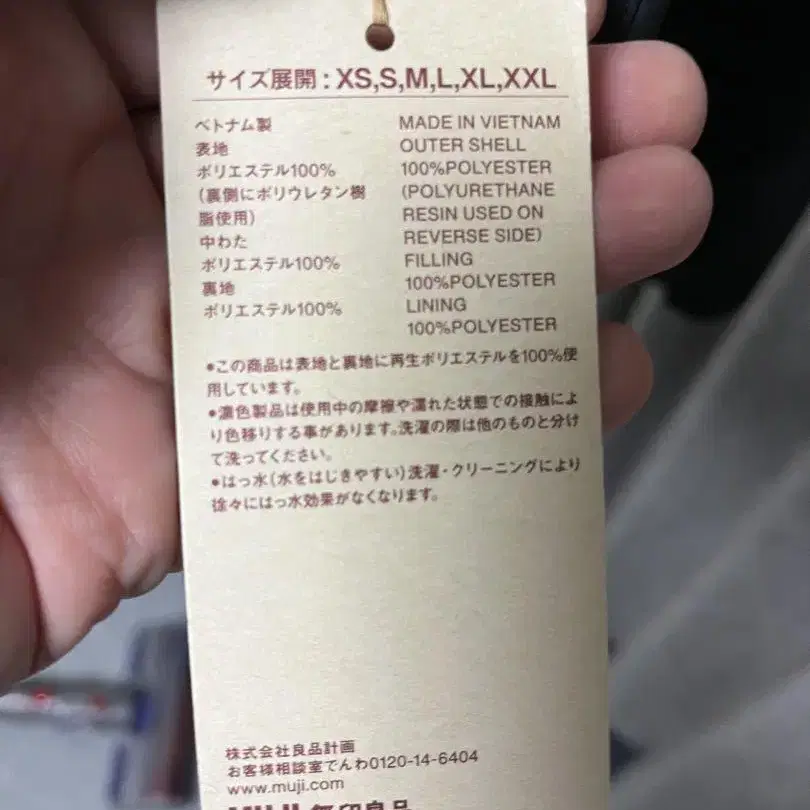 サイズ展開：XS,S,M,L,XL,XXL
ベトナム製
表地
ポリエステル100%
（裏側にポリウレタン樹
脂使用）
中わた
ポリエステル100%
裏地
ポリエステル100%
MADE IN VIETNAM
OUTER SHELL
100%POLYESTER
(POLYURETHANE
RESIN USED ON
REVERSE SIDE)
FILLING
100%POLYESTER
LINING
100%POLYESTER
●この商品は表地と裏地に再生ポリエステルを100%使
用しています。
●濃色製品は使用中の摩擦や濡れた状態での接触によ
り色移りする事があります。洗濯の際は他のものと分け
て洗ってください。
●はっ水（水をはじきやすい）洗濯・クリーニングにより
徐々にはっ水効果がなくなります。
株式会社良品計画
お客様相談室でんわ0120-14-6404
www.muji.com
MUJI 無印良品